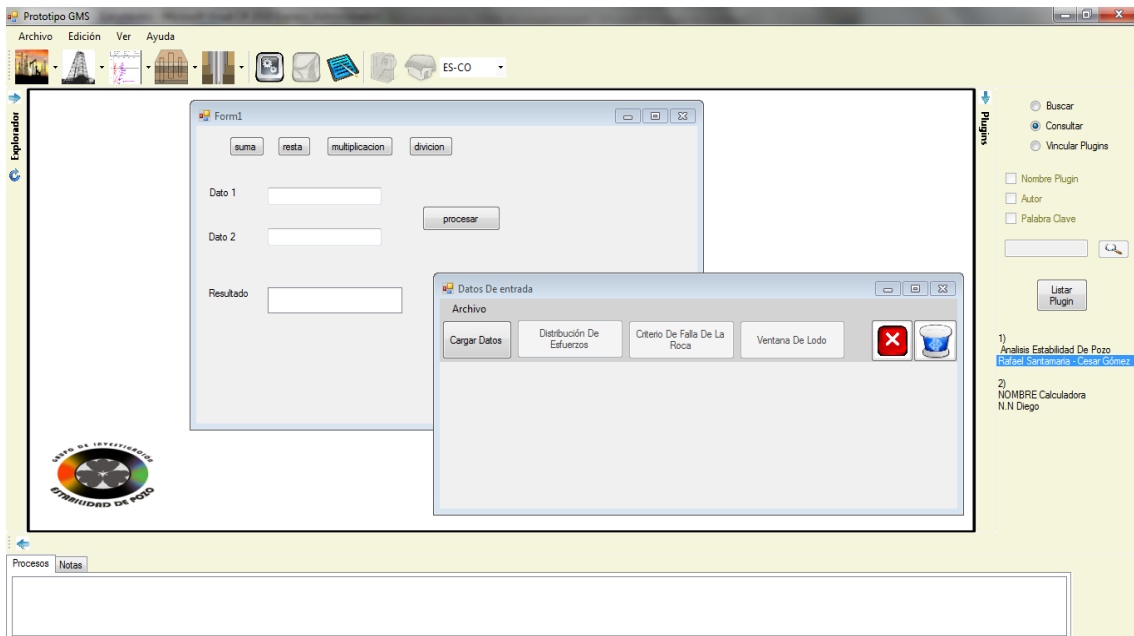 Prototipo GMS
Archivo Edición Ver Ayuda
ES-CO
Explorador
Form1
suma resta multiplicacion divicion
Dato 1
procesar
Dato 2
Resultado
Datos De entrada
Archivo
Cargar Datos
Distribución De Esfuerzos
Criterio De Falla De La Roca
Ventana De Lodo
GRUPO DE INVESTIGACIÓN
ESTABILIDAD DE POZO
Plugins
Buscar
Consultar
Vincular Plugins
Nombre Plugin
Autor
Palabra Clave
Listar
Plugin
1)
Analisis Estabilidad De Pozo
Rafael Santamaria - Cesar Gómez
2)
NOMBRE Calculadora
N.N Diego
Procesos Notas